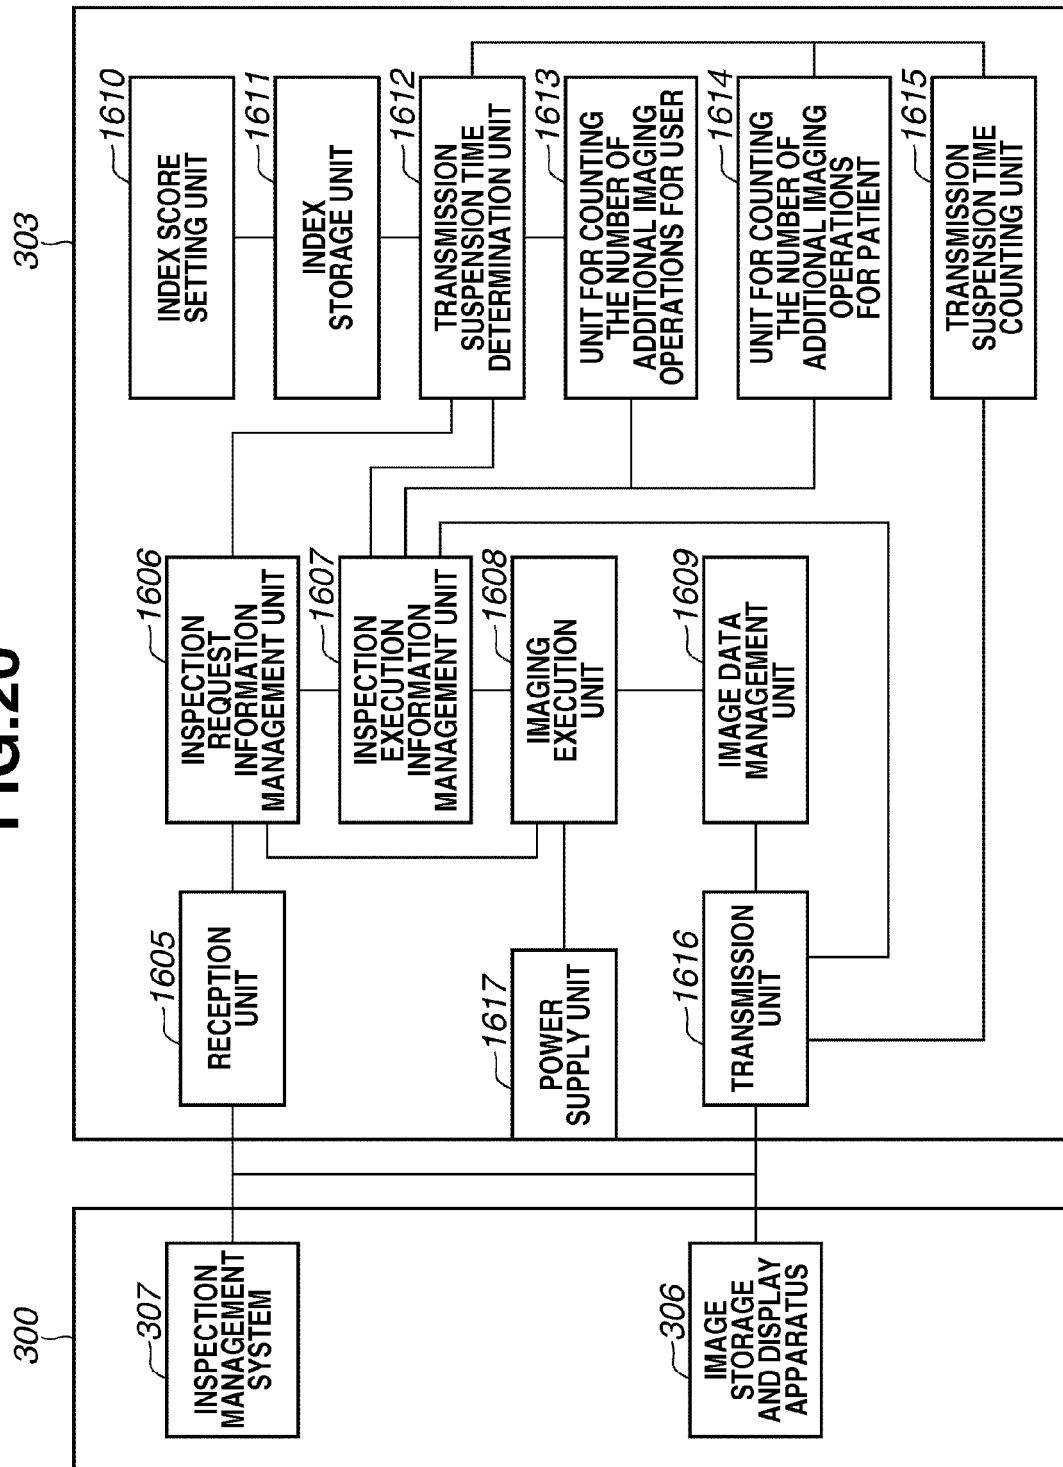 300
307
INSPECTION
MANAGEMENT
SYSTEM
306
IMAGE
STORAGE
AND DISPLAY
APPARATUS
303
1605
RECEPTION
UNIT
1617
POWER
SUPPLY UNIT
1616
TRANSMISSION
UNIT
1606
INSPECTION
REQUEST
INFORMATION
MANAGEMENT UNIT
1607
INSPECTION
EXECUTION
INFORMATION
MANAGEMENT UNIT
1608
IMAGING
EXECUTION
UNIT
1609
IMAGE DATA
MANAGEMENT
UNIT
1610
INDEX SCORE
SETTING UNIT
1611
INDEX
STORAGE UNIT
1612
TRANSMISSION
SUSPENSION TIME
DETERMINATION UNIT
1613
UNIT FOR COUNTING
THE NUMBER OF
ADDITIONAL IMAGING
OPERATIONS FOR USER
1614
UNIT FOR COUNTING
THE NUMBER OF
ADDITIONAL IMAGING
OPERATIONS
FOR PATIENT
1615
TRANSMISSION
SUSPENSION TIME
COUNTING UNIT